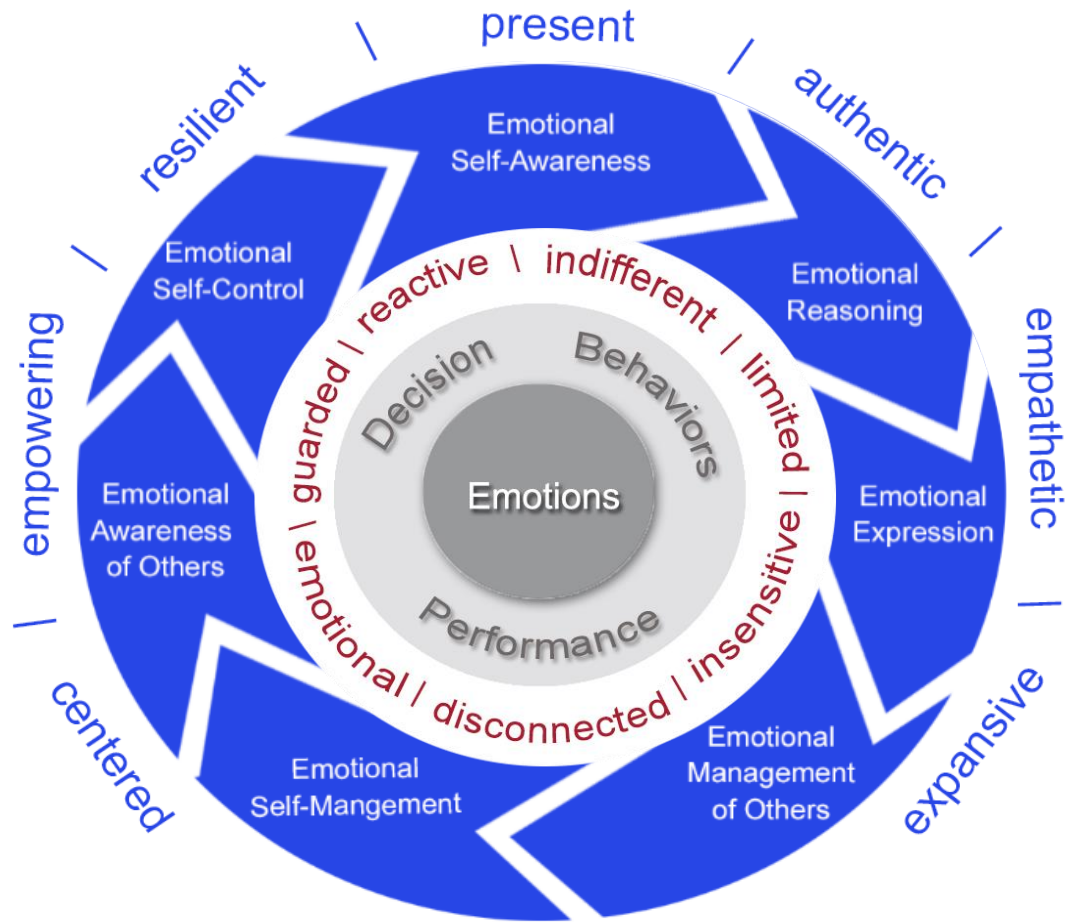 present
|
authentic
|
empathetic
|
expansive
centered
|
empowering
|
resilient
|
Emotional
Self-Awareness
Emotional
Reasoning
Emotional
Expression
Emotional
Management
of Others
Emotional
Self-Mangement
Emotional
Awareness
of Others
Emotional
Self-Control
indifferent | limited | insensitive | disconnected | emotional \ guarded | reactive \
Decision
Behaviors
Performance
Emotions